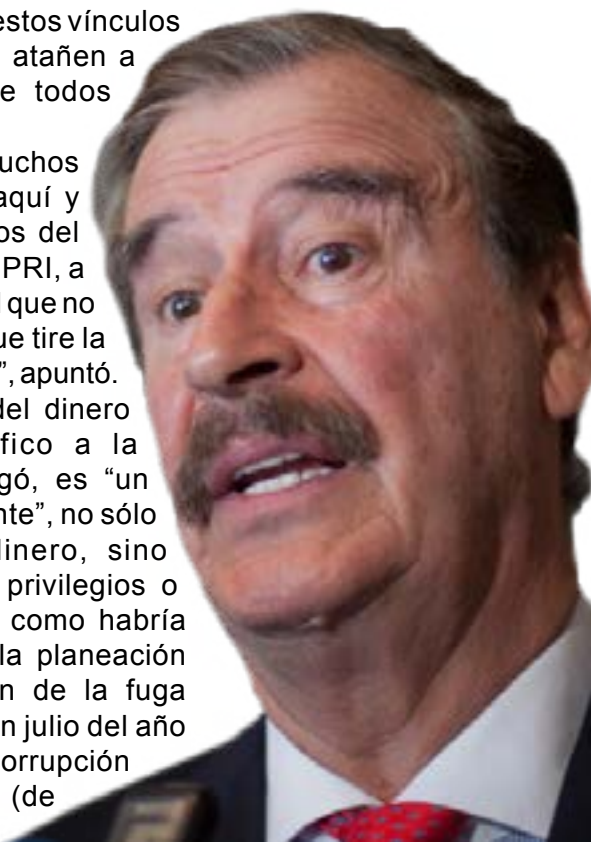 estos vínculos
atañen a
e todos
uchos
aquí y
os del
PRI, a
que no
ue tire la
”, apuntó.
del dinero
fico a la
gó, es “un
nte”, no sólo
inero, sino
privilegios o
como habría
la planeación
n de la fuga
n julio del año
orrupción
(de